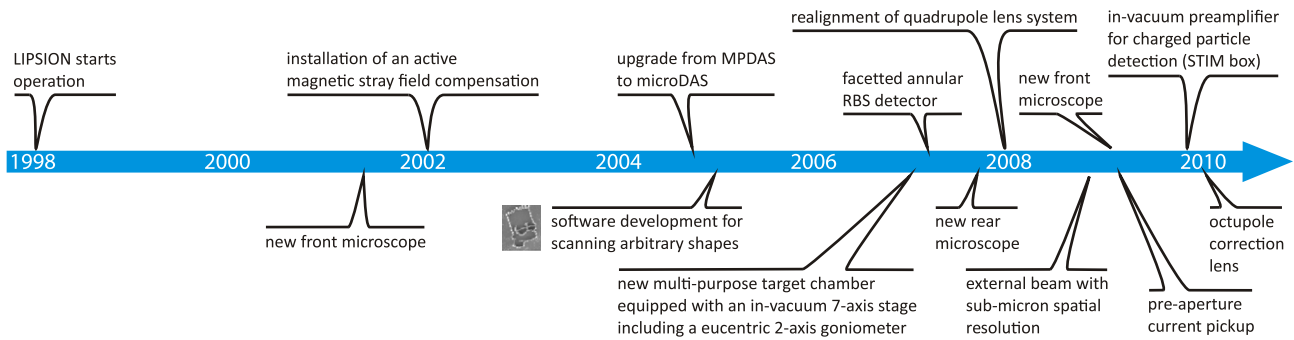 LIPSION starts
operation
installation of an active
magnetic stray field compensation
upgrade from MPDAS
to microDAS
facetted annular
RBS detector
realignment of quadrupole lens system
new front
microscope
in-vacuum preamplifier
for charged particle
detection (STIM box)
1998 2000 2002 2004 2006 2008 2010
new front microscope
software development for
scanning arbitrary shapes
new multi-purpose target chamber
equipped with an in-vacuum 7-axis stage
including a eucentric 2-axis goniometer
new rear
microscope
external beam with
sub-micron spatial
resolution
pre-aperture
current pickup
octupole
correction
lens